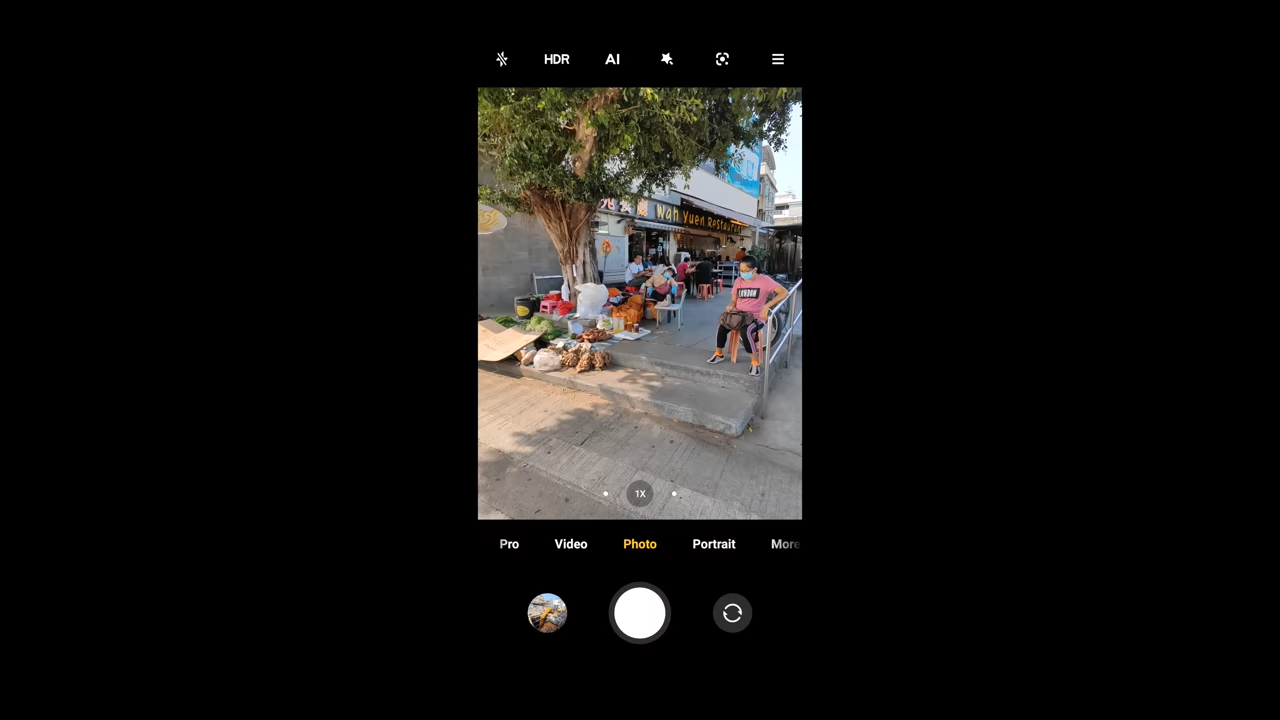 HDR AI
Wah Yuen Restaurant
LONDON
1X
Pro Video Photo Portrait More